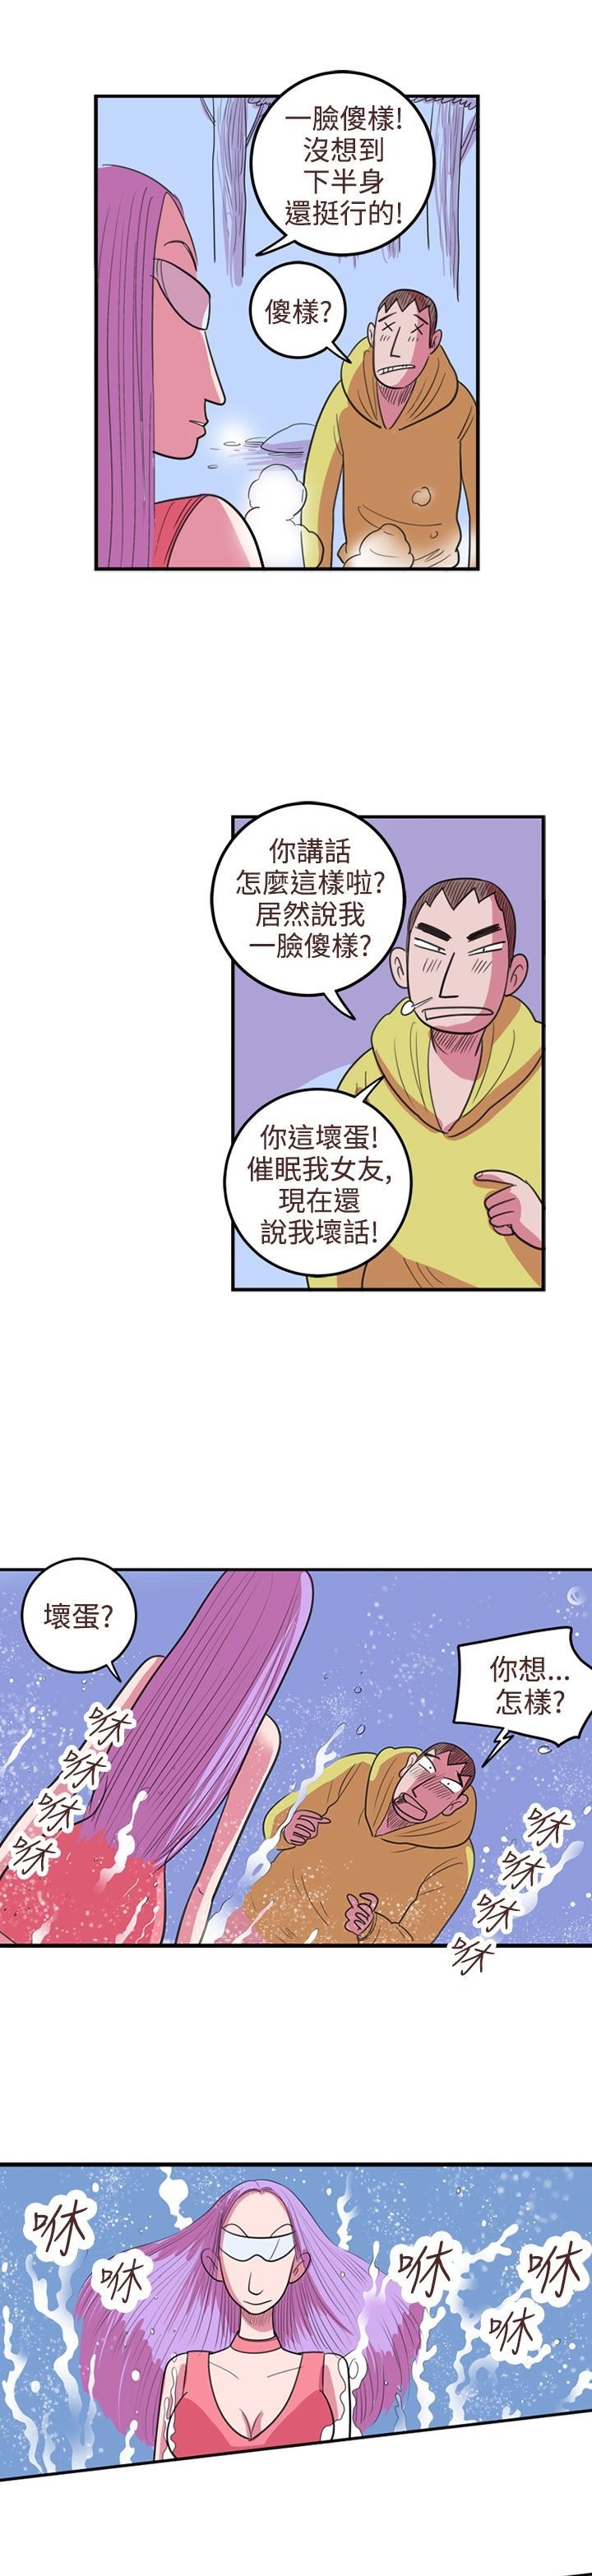 一臉傻樣!
沒想到
下半身
還挺行的!
傻樣?
你講話
怎麼這樣啦?
居然說我
一臉傻樣?
你這壞蛋!
催眠我女友,
現在還
說我壞話!
壞蛋?
你想...
怎樣?
咻
咻
咻
咻
咻
咻
咻
咻
咻
咻
咻
咻
咻